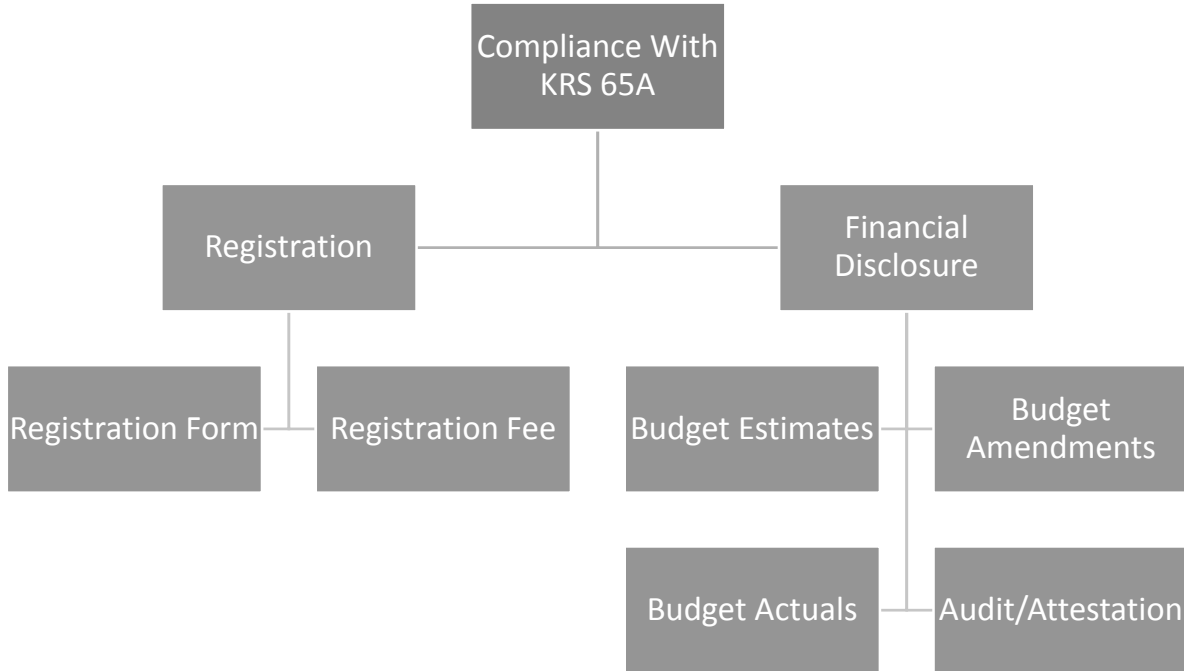 Compliance With
KRS 65A
Registration
Financial
Disclosure
Registration Form
Registration Fee
Budget Estimates
Budget
Amendments
Budget Actuals
Audit/Attestation